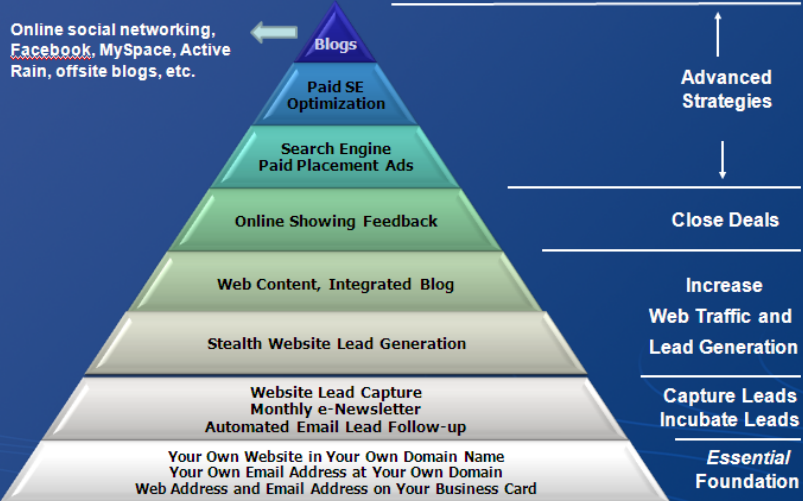 Online social networking,
Facebook, MySpace, Active
Rain, offsite blogs, etc.
Blogs
Paid SE
Optimization
Search Engine
Paid Placement Ads
Advanced
Strategies
Online Showing Feedback
Close Deals
Web Content, Integrated Blog
Stealth Website Lead Generation
Increase
Web Traffic and
Lead Generation
Website Lead Capture
Monthly e-Newsletter
Automated Email Lead Follow-up
Capture Leads
Incubate Leads
Your Own Website in Your Own Domain Name
Your Own Email Address at Your Own Domain
Web Address and Email Address on Your Business Card
Essential
Foundation